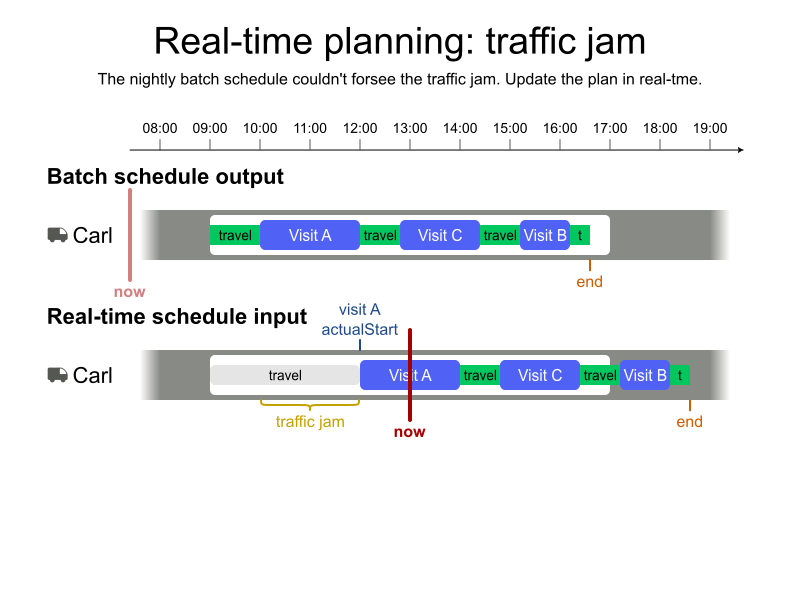 Real-time planning: traffic jam
The nightly batch schedule couldn't forsee the traffic jam. Update the plan in real-tme.
08:00 09:00 10:00 11:00 12:00 13:00 14:00 15:00 16:00 17:00 18:00 19:00
Batch schedule output
Carl travel Visit A travel Visit C travel Visit B t
end
now
Real-time schedule input
visit A
actualStart
Carl travel Visit A travel Visit C travel Visit B t
traffic jam
end
now